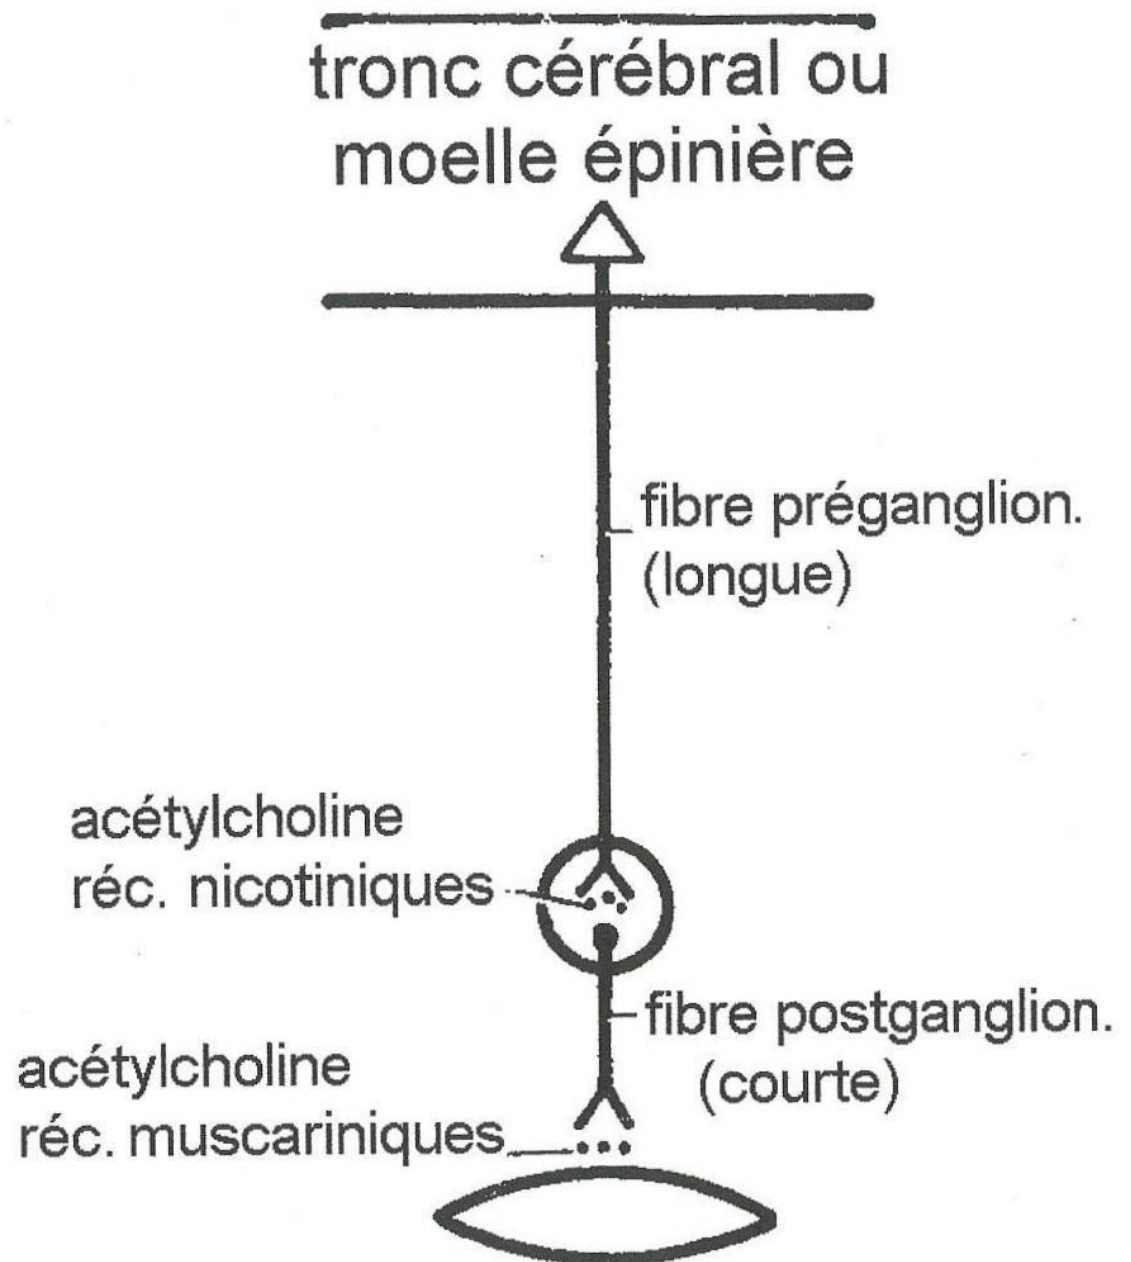 tronc cérébral ou
moelle épinière
fibre préganglion.
(longue)
acétylcholine
réc. nicotiniques
fibre postganglion.
(courte)
acétylcholine
réc. muscariniques